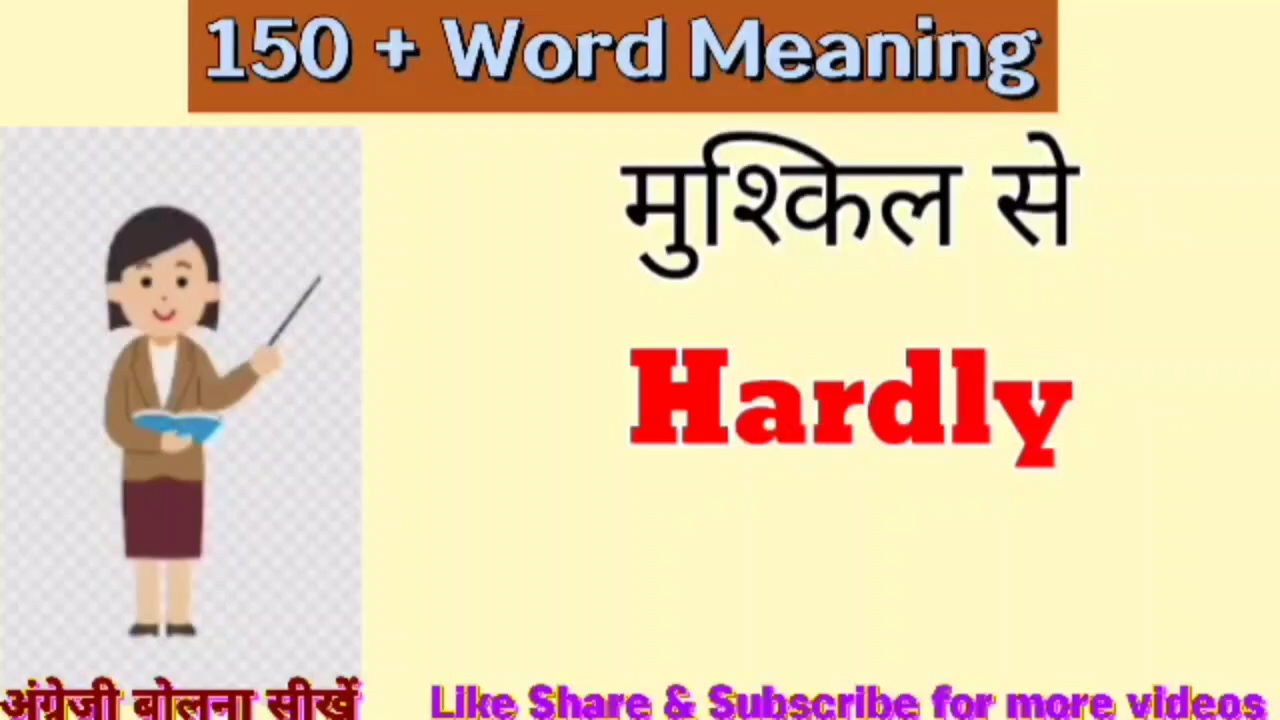 150 + Word Meaning
मुश्किल से
Hardly
अंग्रेजी बोलना सीखें
Like Share & Subscribe for more videos